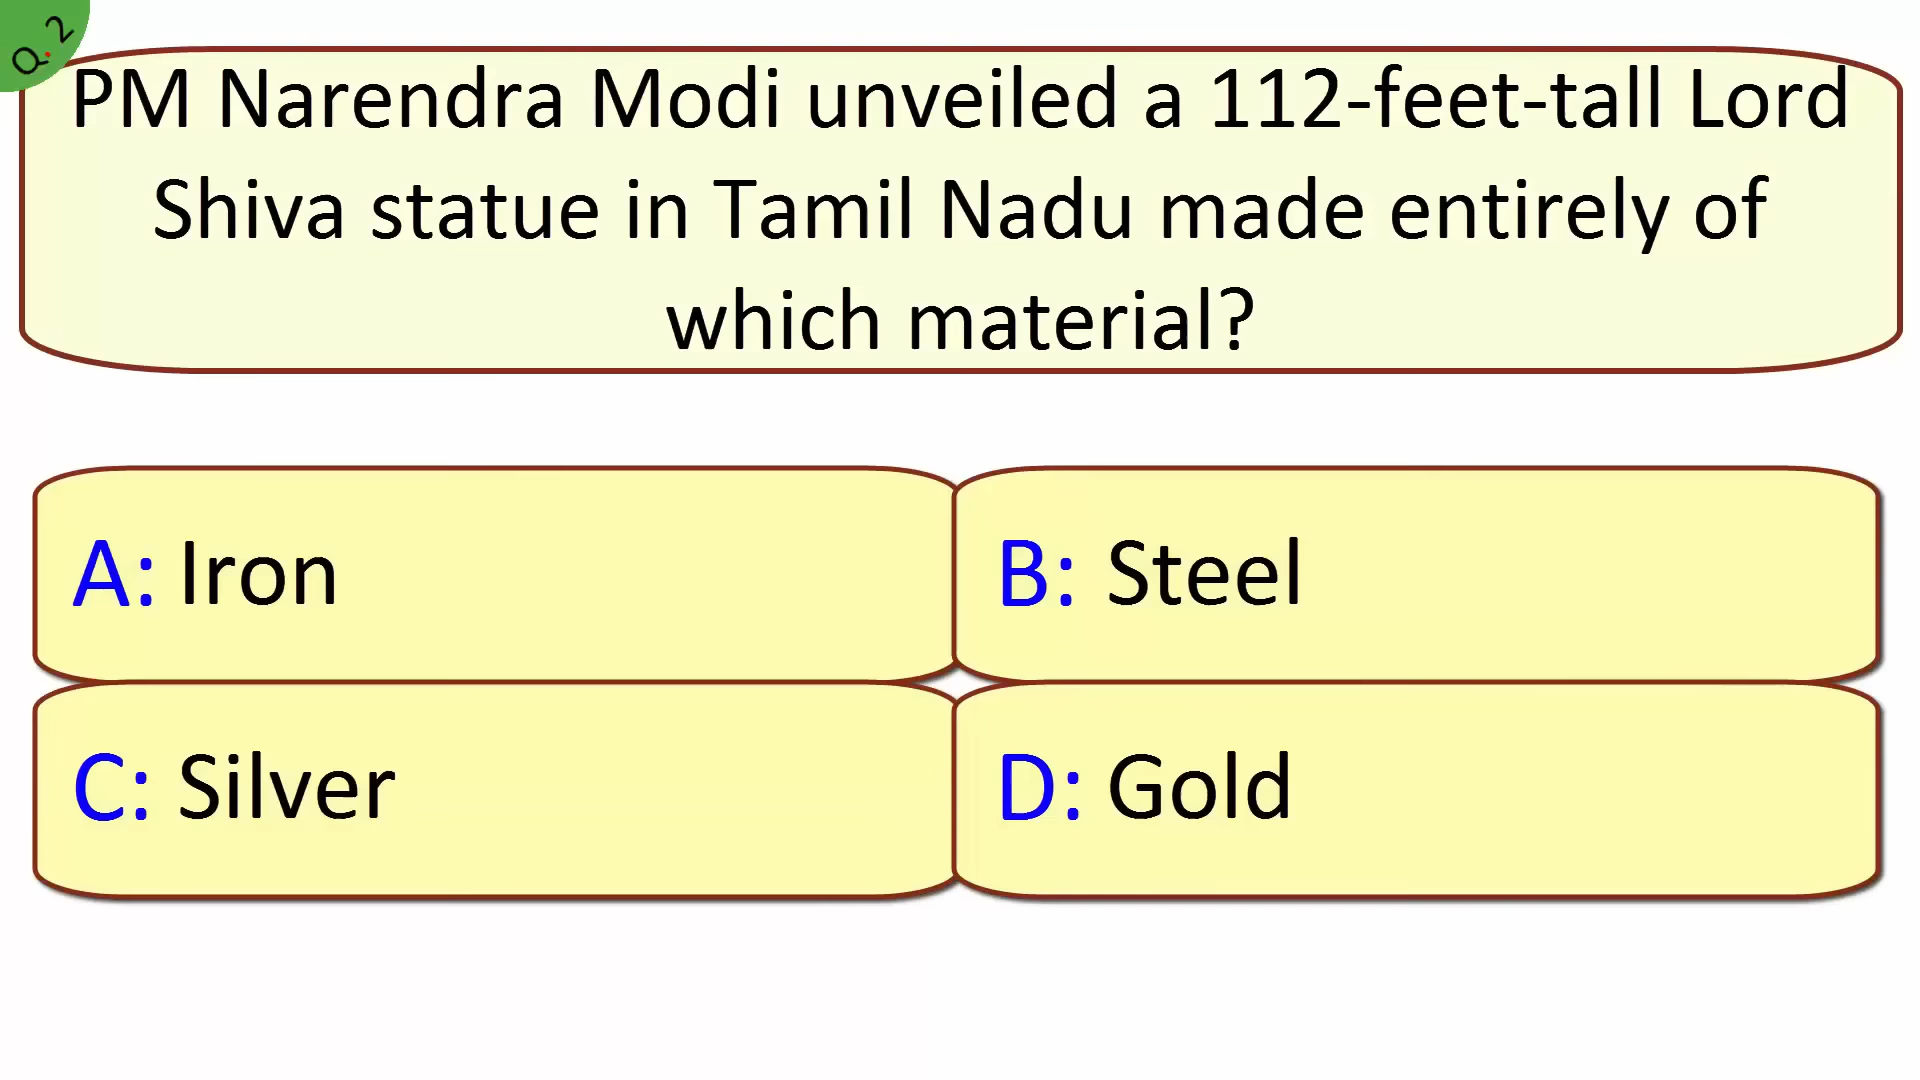 Q. 2
PM Narendra Modi unveiled a 112-feet-tall Lord
Shiva statue in Tamil Nadu made entirely of
which material?
A: Iron
B: Steel
C: Silver
D: Gold